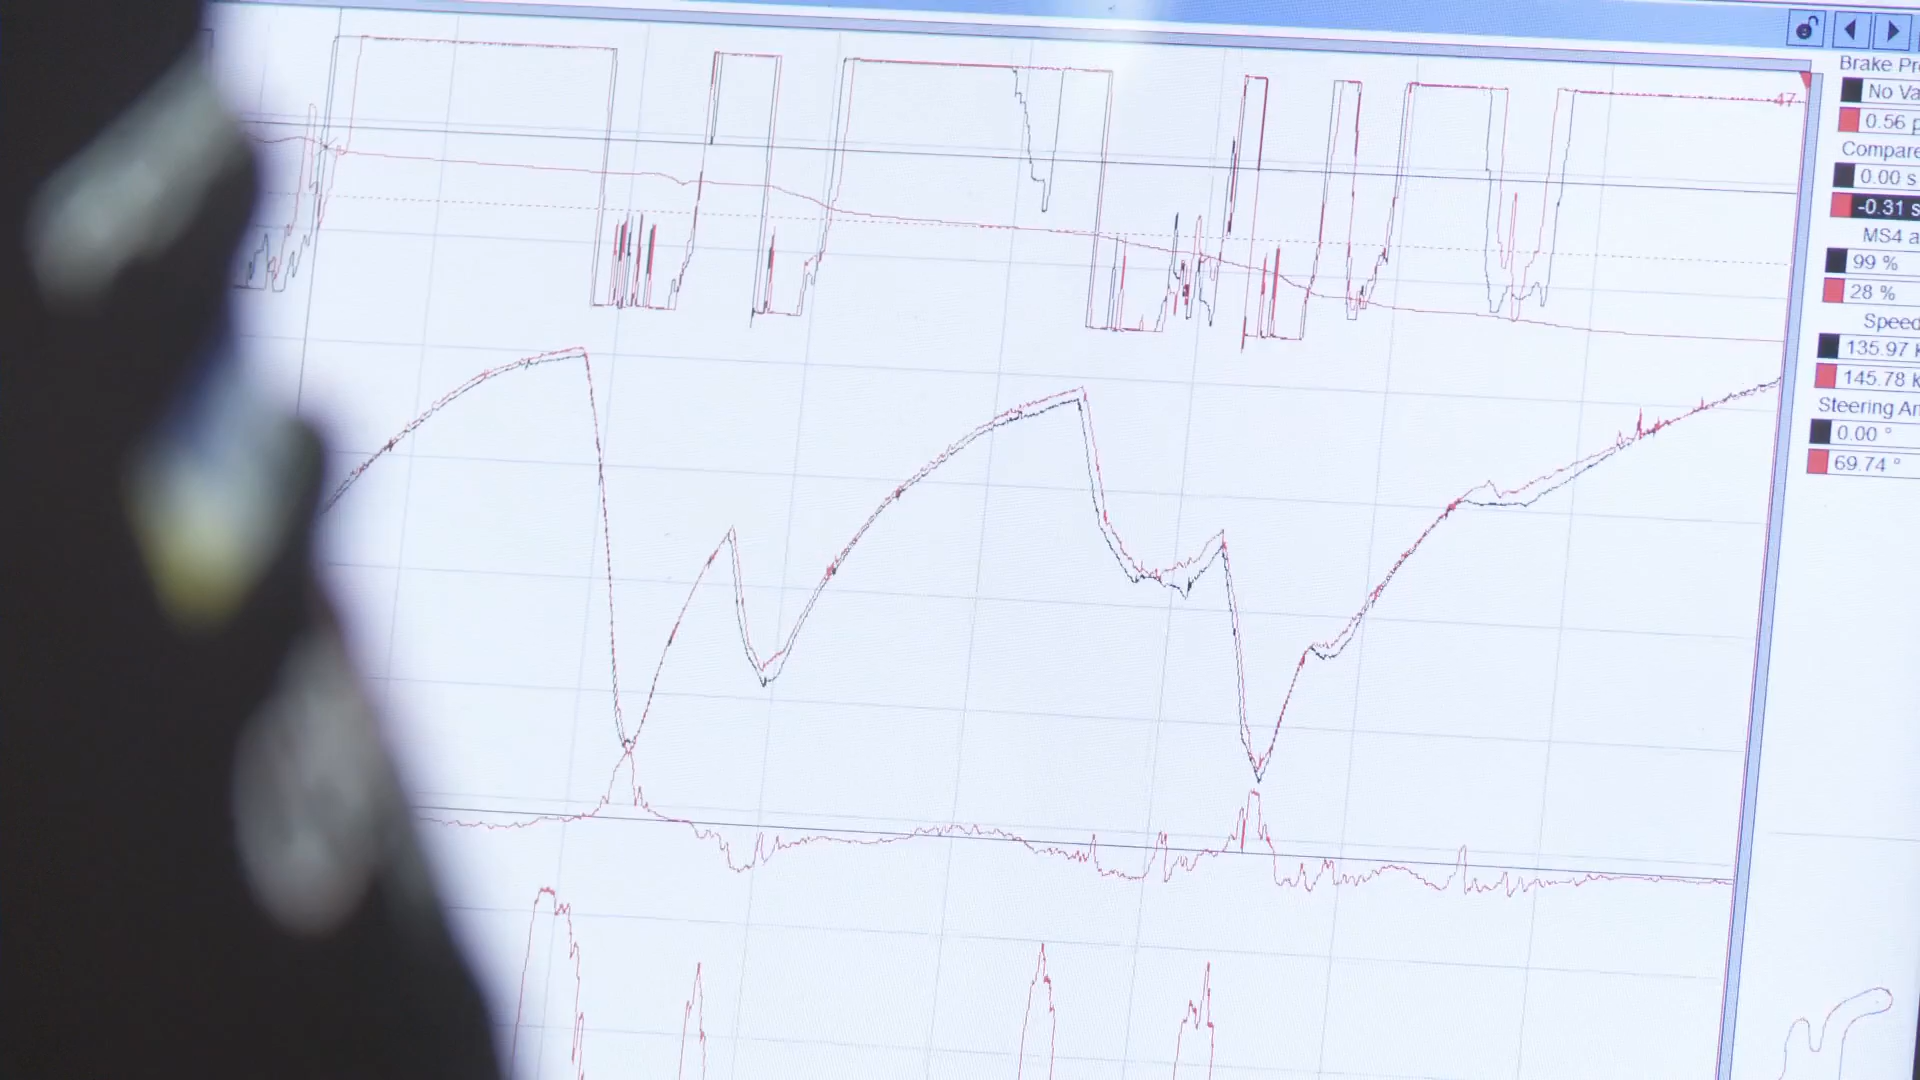 47
Brake Pr
No Va
0.56 p
Compare
0.00 s
-0.31 s
MS4 a
99 %
28 %
Speed
135.97 k
145.78 k
Steering An
0.00 °
69.74 °